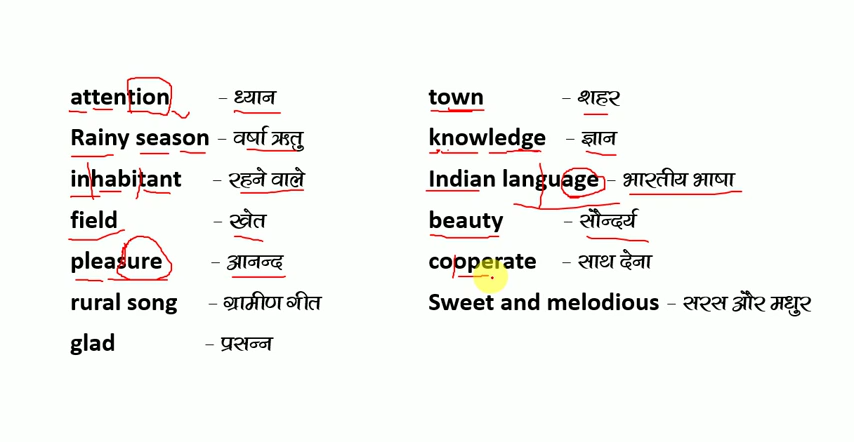 attention - ध्यान
Rainy season - वर्षा ऋतु
inhabitant - रहने वाले
field - खेत
pleasure - आनन्द
rural song - ग्रामीण गीत
glad - प्रसन्न
town - शहर
knowledge - ज्ञान
Indian language - भारतीय भाषा
beauty - सौन्दर्य
cooperate - साथ देना
Sweet and melodious - सरस और मधुर